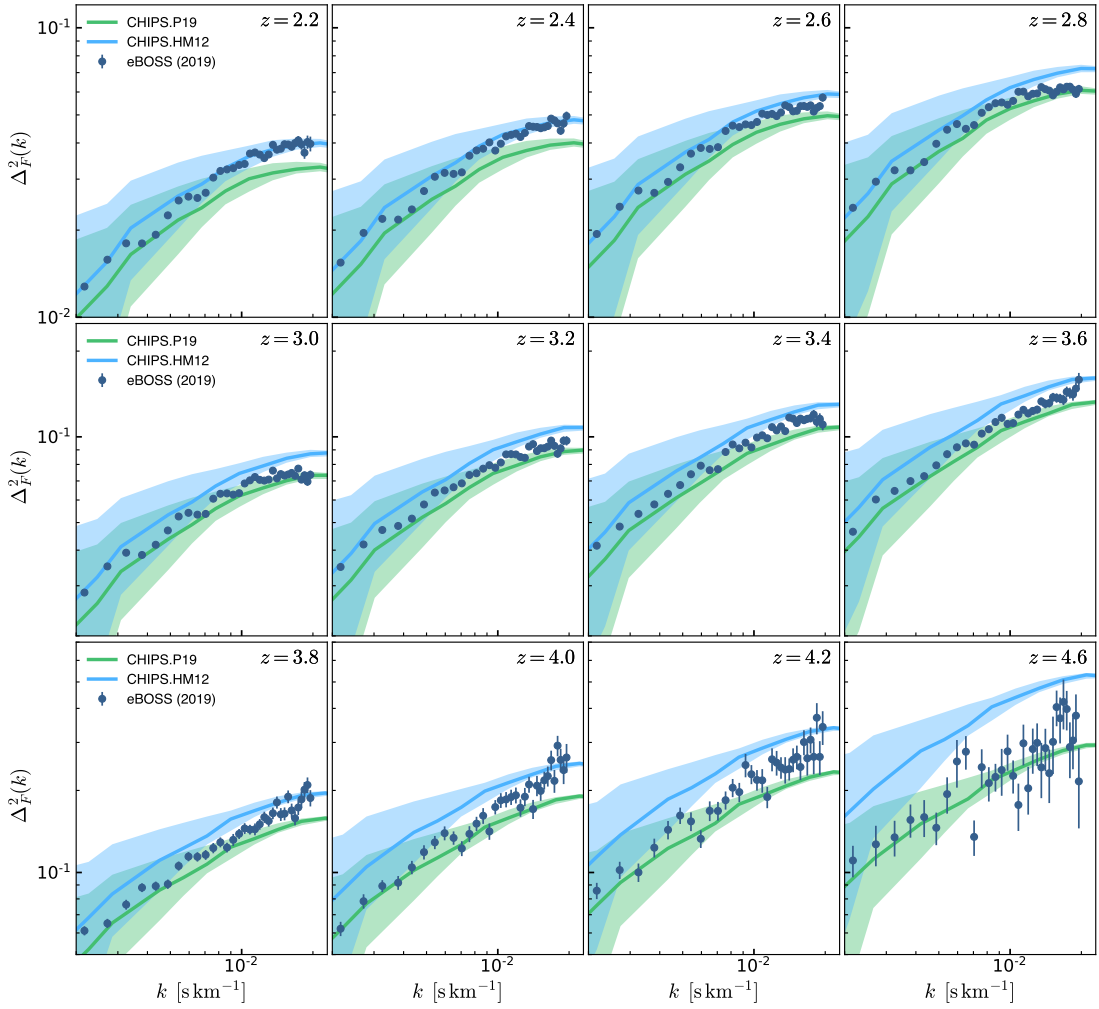 10⁻¹
CHIPS.P19
CHIPS.HM12
eBOSS (2019)
z = 2.2
z = 2.4
z = 2.6
z = 2.8
Δ²_F(k)
10⁻²
CHIPS.P19
CHIPS.HM12
eBOSS (2019)
z = 3.0
z = 3.2
z = 3.4
z = 3.6
10⁻¹
Δ²_F(k)
CHIPS.P19
CHIPS.HM12
eBOSS (2019)
z = 3.8
z = 4.0
z = 4.2
z = 4.6
Δ²_F(k)
10⁻¹
10⁻²
10⁻²
10⁻²
10⁻²
k [s km⁻¹]
k [s km⁻¹]
k [s km⁻¹]
k [s km⁻¹]